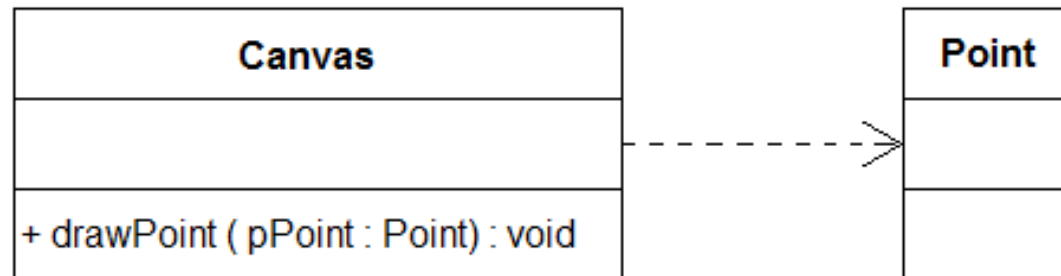 Canvas
Point
+ drawPoint ( pPoint : Point) : void